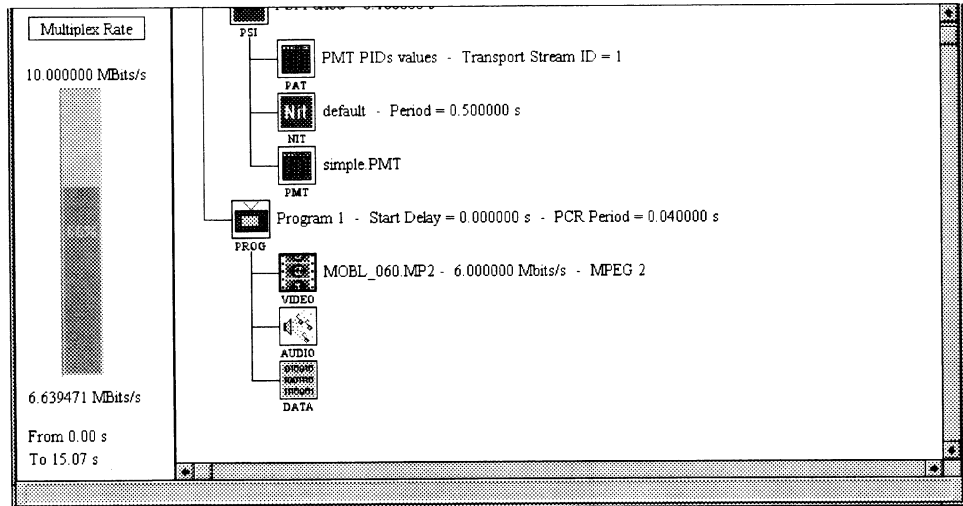 Multiplex Rate
10.000000 MBits/s
6.639471 MBits/s
From 0.00 s
To 15.07 s
PSI
PMT PIDs values - Transport Stream ID = 1
PAT
Nit
default - Period = 0.500000 s
NIT
simple.PMT
PMT
Program 1 - Start Delay = 0.000000 s - PCR Period = 0.040000 s
PROG
MOBL_060.MP2 - 6.000000 Mbits/s - MPEG 2
VIDEO
AUDIO
DATA